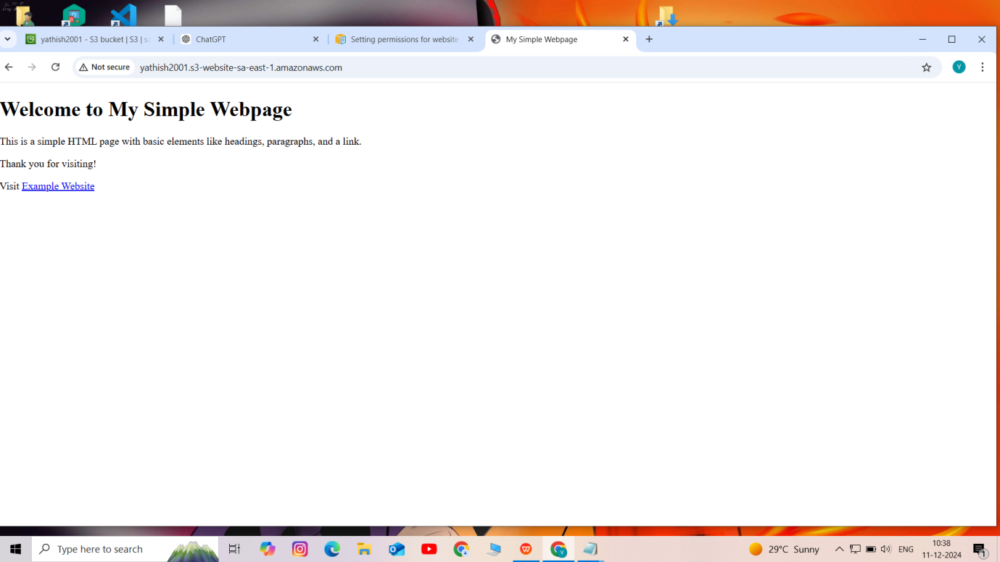 yathish2001 - S3 bucket | S3 | sa
ChatGPT
Setting permissions for website
My Simple Webpage
Not secure
yathish2001.s3-website-sa-east-1.amazonaws.com
Y
Welcome to My Simple Webpage
This is a simple HTML page with basic elements like headings, paragraphs, and a link.
Thank you for visiting!
Visit Example Website
Type here to search
29°C Sunny
ENG
10:38
11-12-2024
1